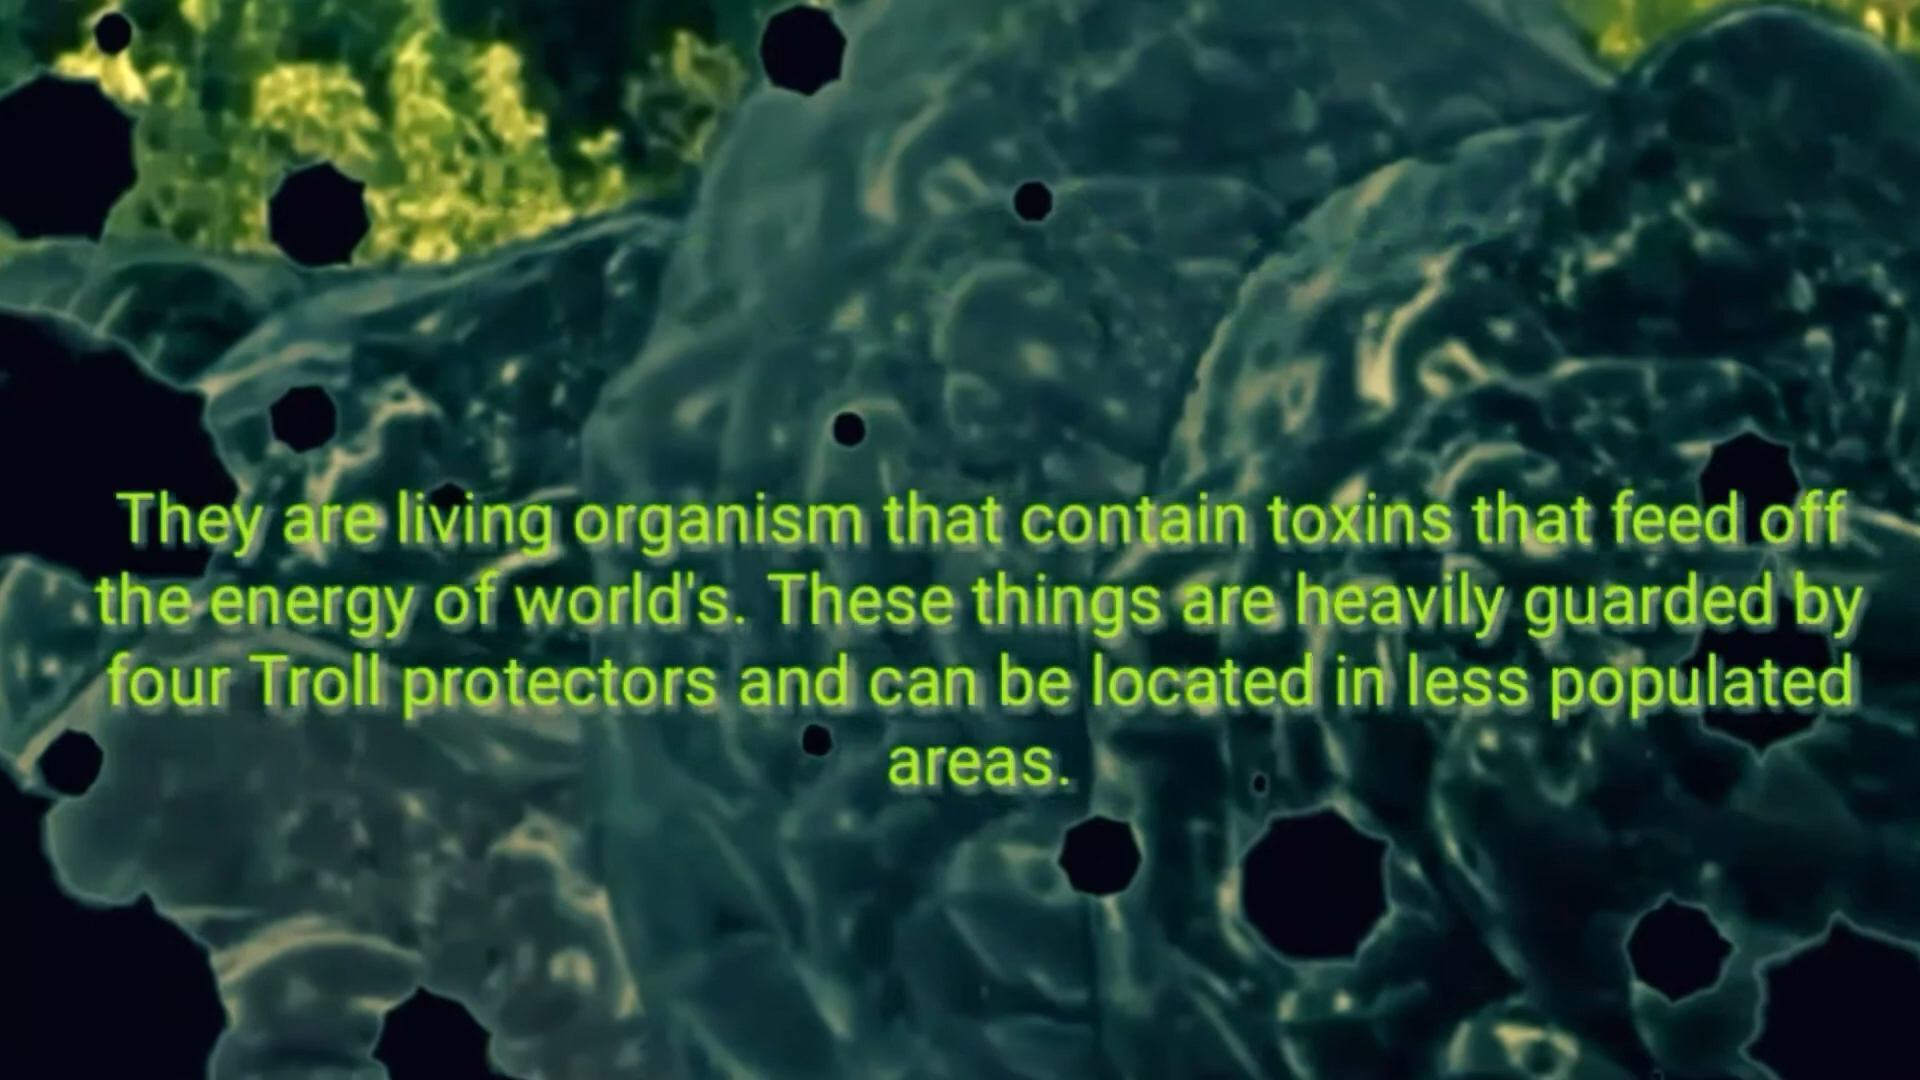 They are living organism that contain toxins that feed off
the energy of world's. These things are heavily guarded by
four Troll protectors and can be located in less populated
areas.